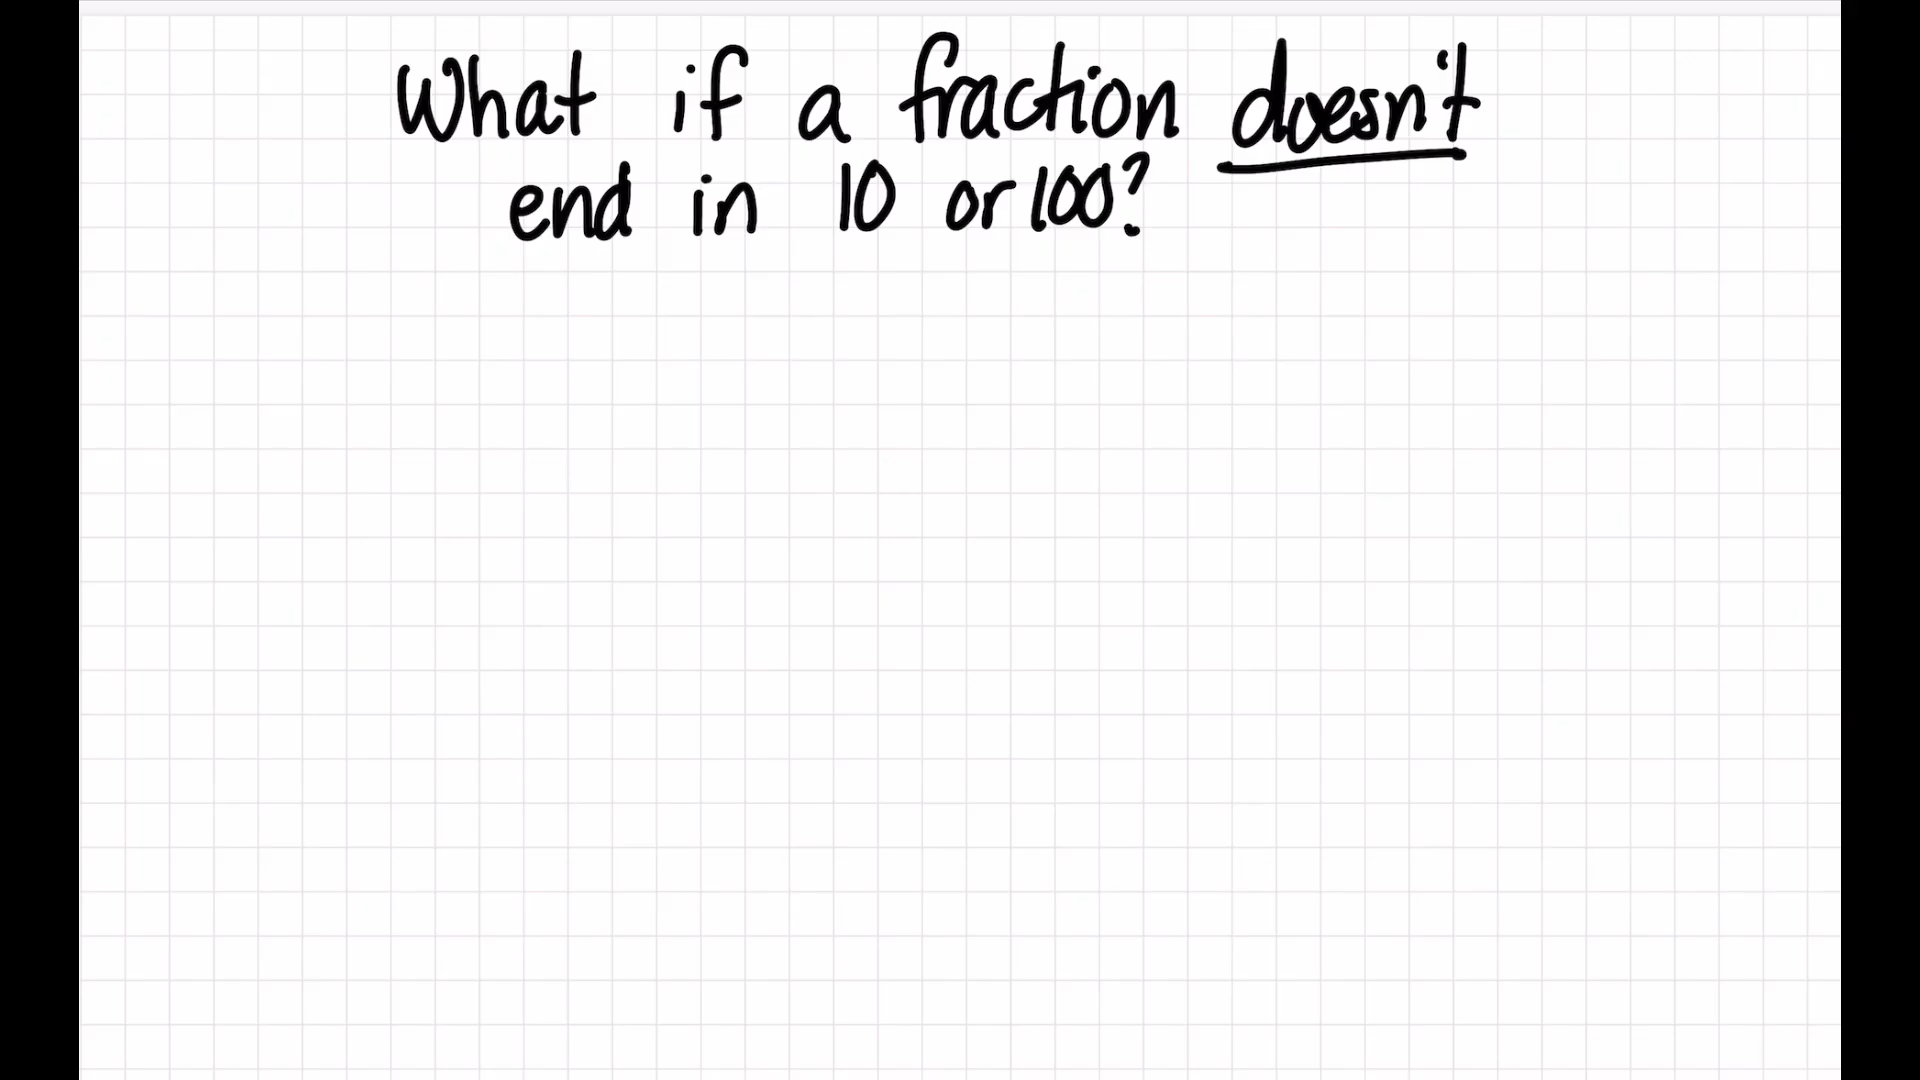 What if a fraction doesn't
end in 10 or 100?